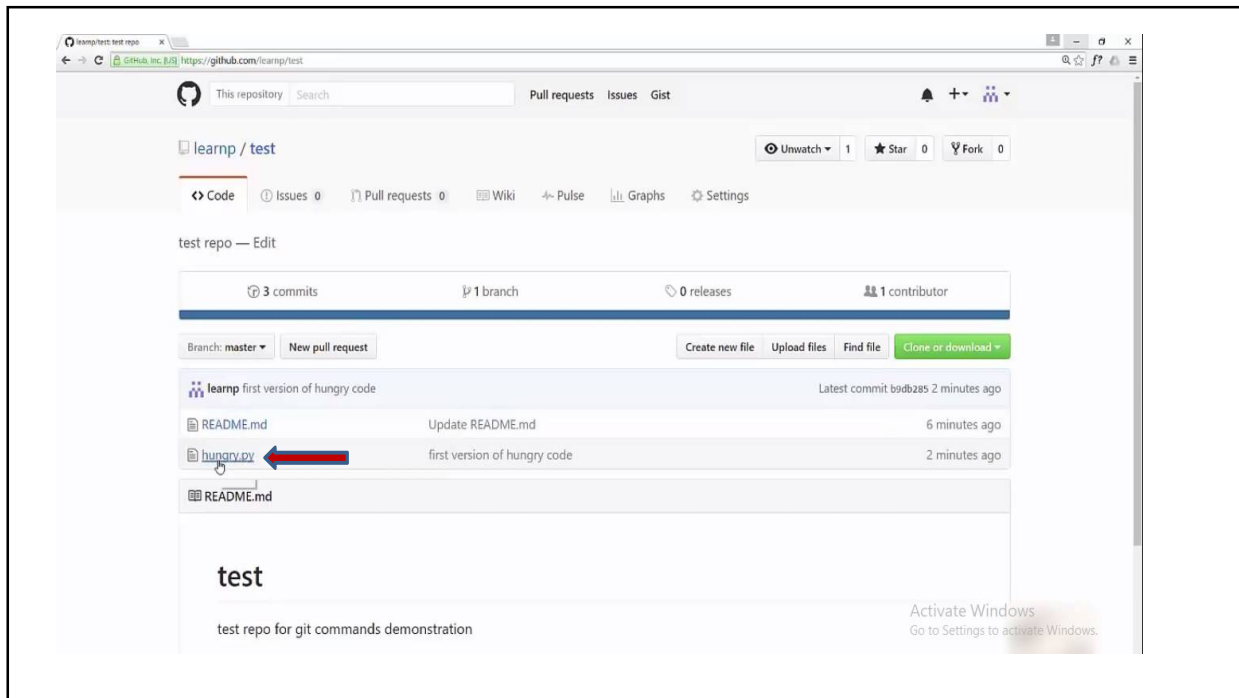 learnp/test: test repo
GitHub, Inc. [US] https://github.com/learnp/test
This repository Search Pull requests Issues Gist
learnp / test Unwatch 1 Star 0 Fork 0
Code Issues 0 Pull requests 0 Wiki Pulse Graphs Settings
test repo — Edit
3 commits 1 branch 0 releases 1 contributor
Branch: master New pull request Create new file Upload files Find file Clone or download
learnp first version of hungry code Latest commit b9db285 2 minutes ago
README.md Update README.md 6 minutes ago
hungry.py first version of hungry code 2 minutes ago
README.md
test
test repo for git commands demonstration
Activate Windows
Go to Settings to activate Windows.